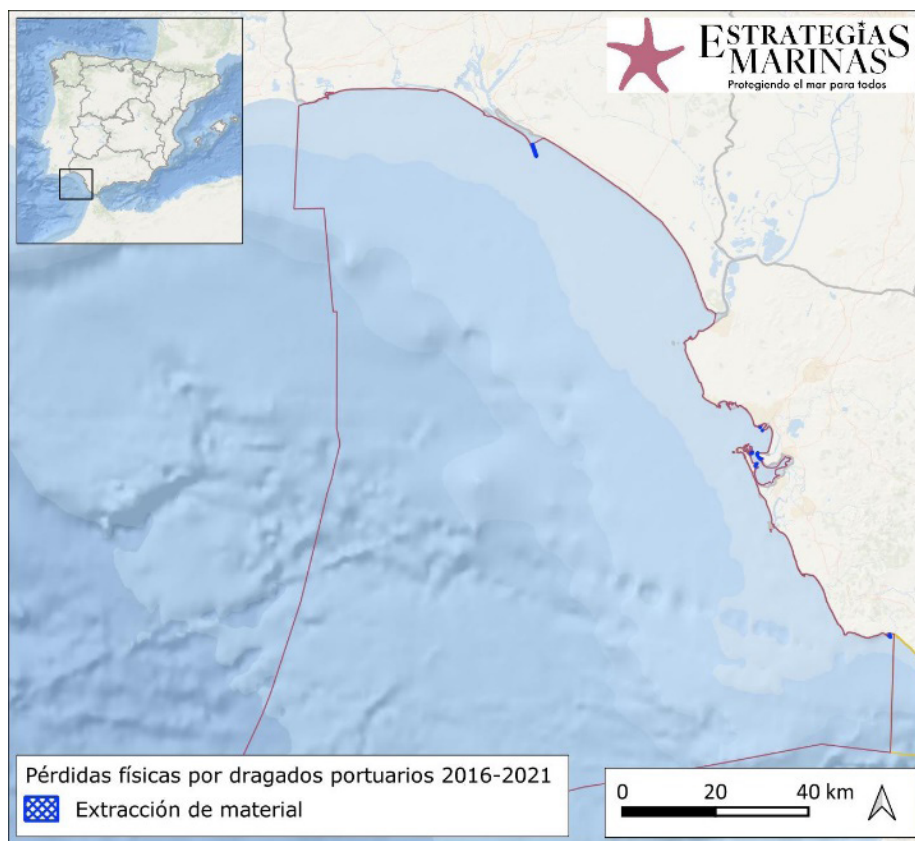 ESTRATEGIAS
MARINAS
Protegiendo el mar para todos
Pérdidas físicas por dragados portuarios 2016-2021
Extracción de material
0 20 40 km